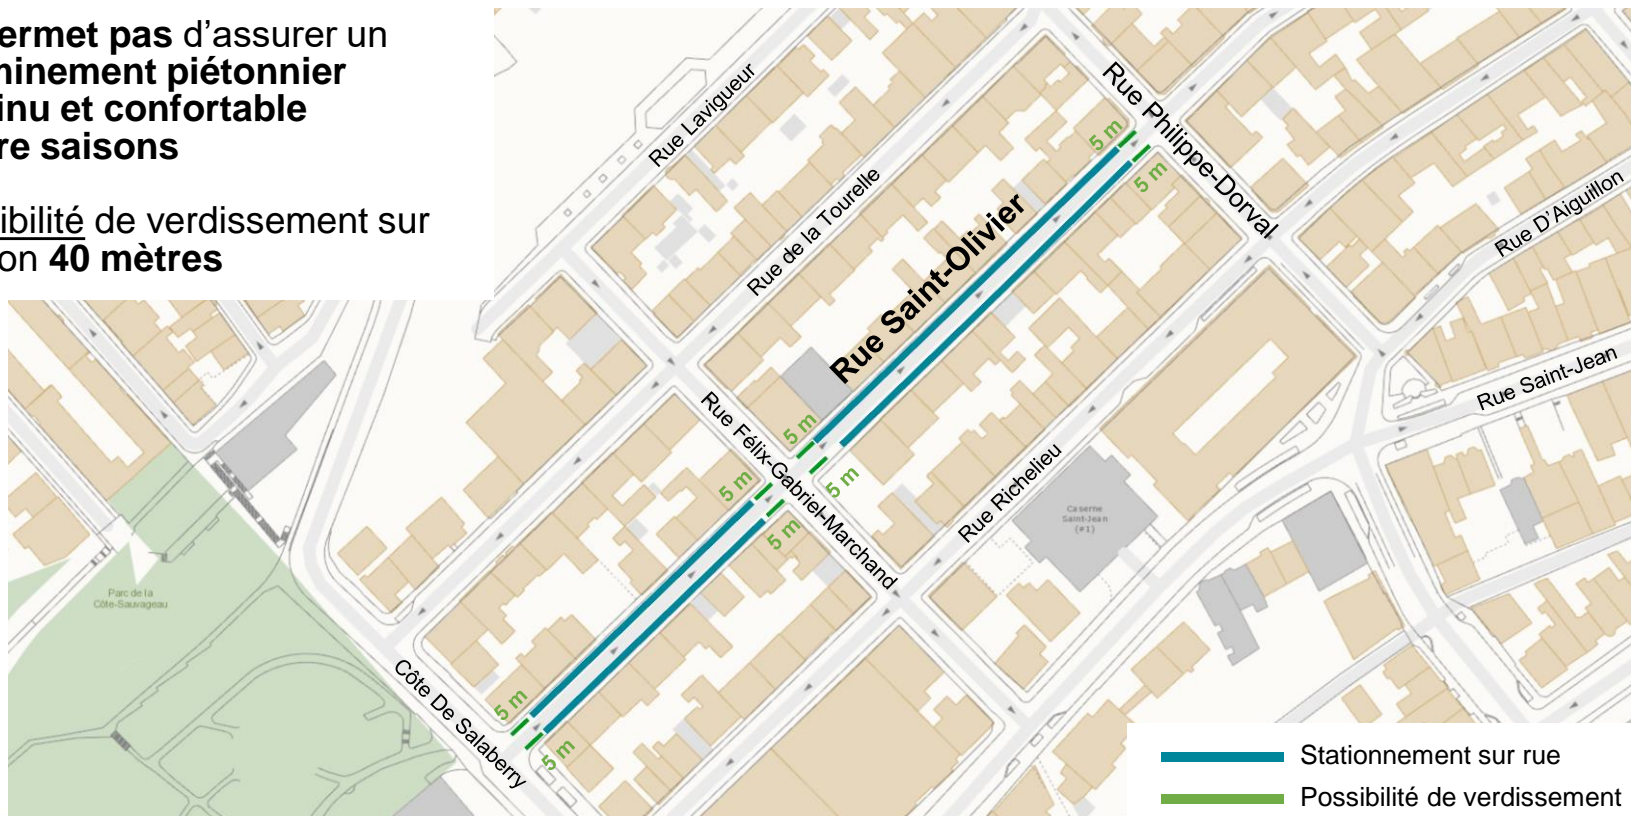 ermet pas d'assurer un
ninement piétonnier
inu et confortable
re saisons
ibilité de verdissement sur
on 40 mètres
Rue Lavigueur
Rue Philippe-Dorval
5 m
5 m
Rue de la Tourelle
Rue D'Aiguillon
Rue Saint-Olivier
Rue Saint-Jean
Rue Félix-Gabriel-Marchand
5 m
5 m
5 m
5 m
Rue Richelieu
Caserne
Saint-Jean
(#1)
Parc de la
Côte-Sauvageau
Côte De Salaberry
5 m
5 m
Stationnement sur rue
Possibilité de verdissement